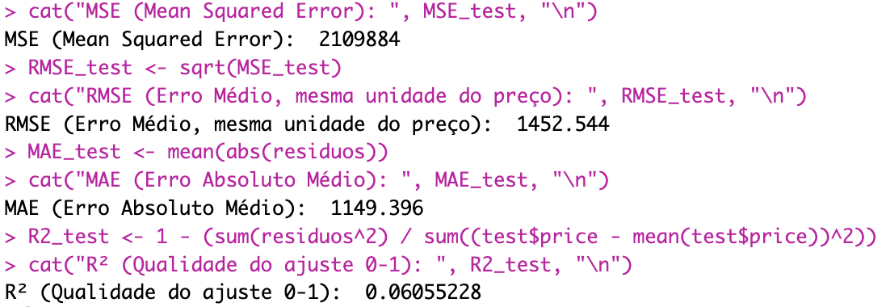 > cat("MSE (Mean Squared Error): ", MSE_test, "\n")
MSE (Mean Squared Error):  2109884
> RMSE_test <- sqrt(MSE_test)
> cat("RMSE (Erro Médio, mesma unidade do preço): ", RMSE_test, "\n")
RMSE (Erro Médio, mesma unidade do preço):  1452.544
> MAE_test <- mean(abs(residuos))
> cat("MAE (Erro Absoluto Médio): ", MAE_test, "\n")
MAE (Erro Absoluto Médio):  1149.396
> R2_test <- 1 - (sum(residuos^2) / sum((test$price - mean(test$price))^2))
> cat("R² (Qualidade do ajuste 0-1): ", R2_test, "\n")
R² (Qualidade do ajuste 0-1):  0.06055228